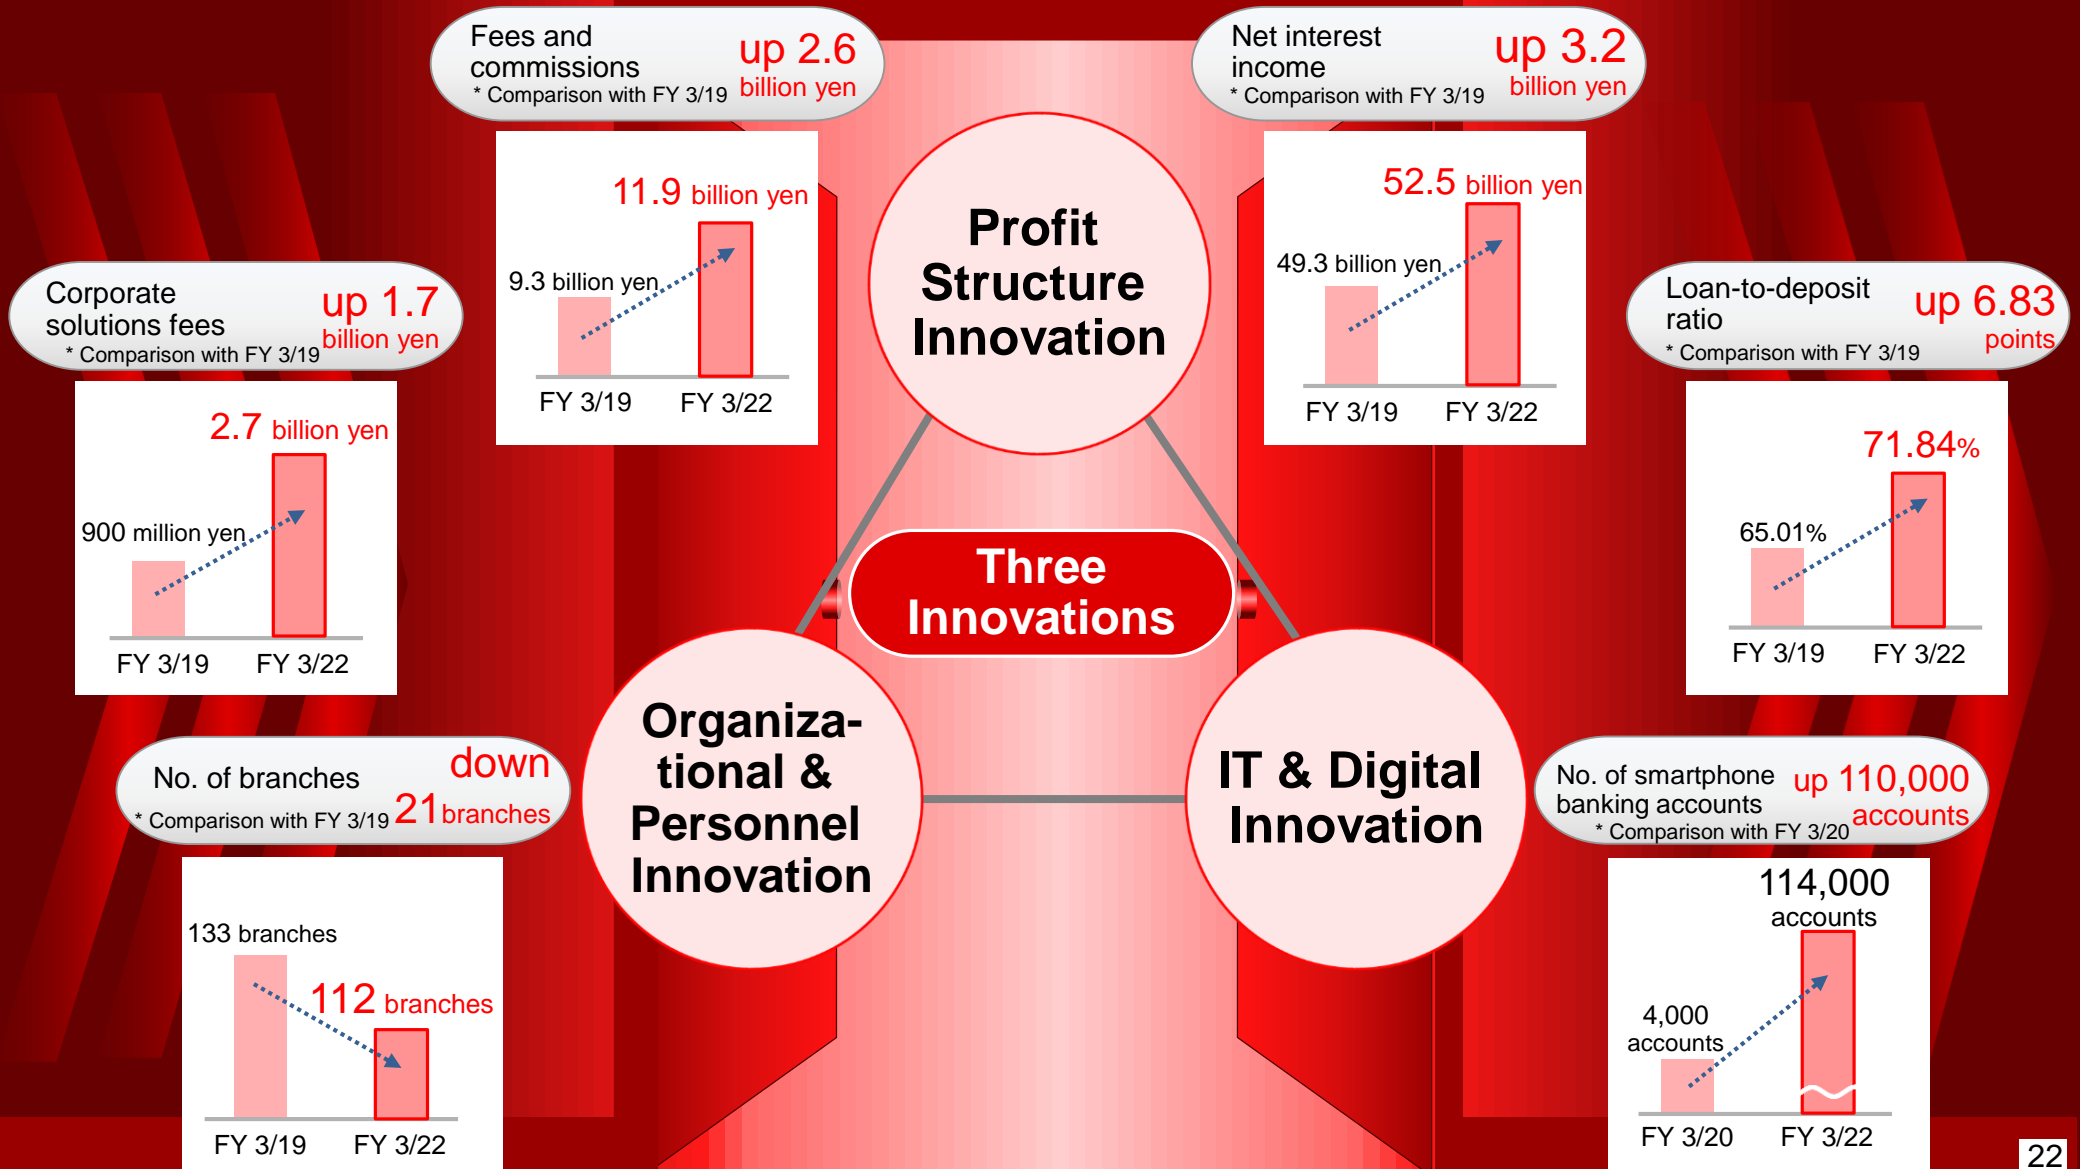 Fees and
commissions
* Comparison with FY 3/19
up 2.6
billion yen
11.9 billion yen
9.3 billion yen
FY 3/19 FY 3/22
Net interest
income
* Comparison with FY 3/19
up 3.2
billion yen
52.5 billion yen
49.3 billion yen
FY 3/19 FY 3/22
Profit
Structure
Innovation
Corporate
solutions fees
* Comparison with FY 3/19
up 1.7
billion yen
2.7 billion yen
900 million yen
FY 3/19 FY 3/22
Loan-to-deposit
ratio
* Comparison with FY 3/19
up 6.83
points
71.84%
65.01%
FY 3/19 FY 3/22
Three
Innovations
Organiza-
tional &
Personnel
Innovation
IT & Digital
Innovation
No. of branches
* Comparison with FY 3/19
down
21 branches
133 branches
112 branches
FY 3/19 FY 3/22
No. of smartphone
banking accounts
* Comparison with FY 3/20
up 110,000
accounts
114,000
accounts
4,000
accounts
FY 3/20 FY 3/22
22